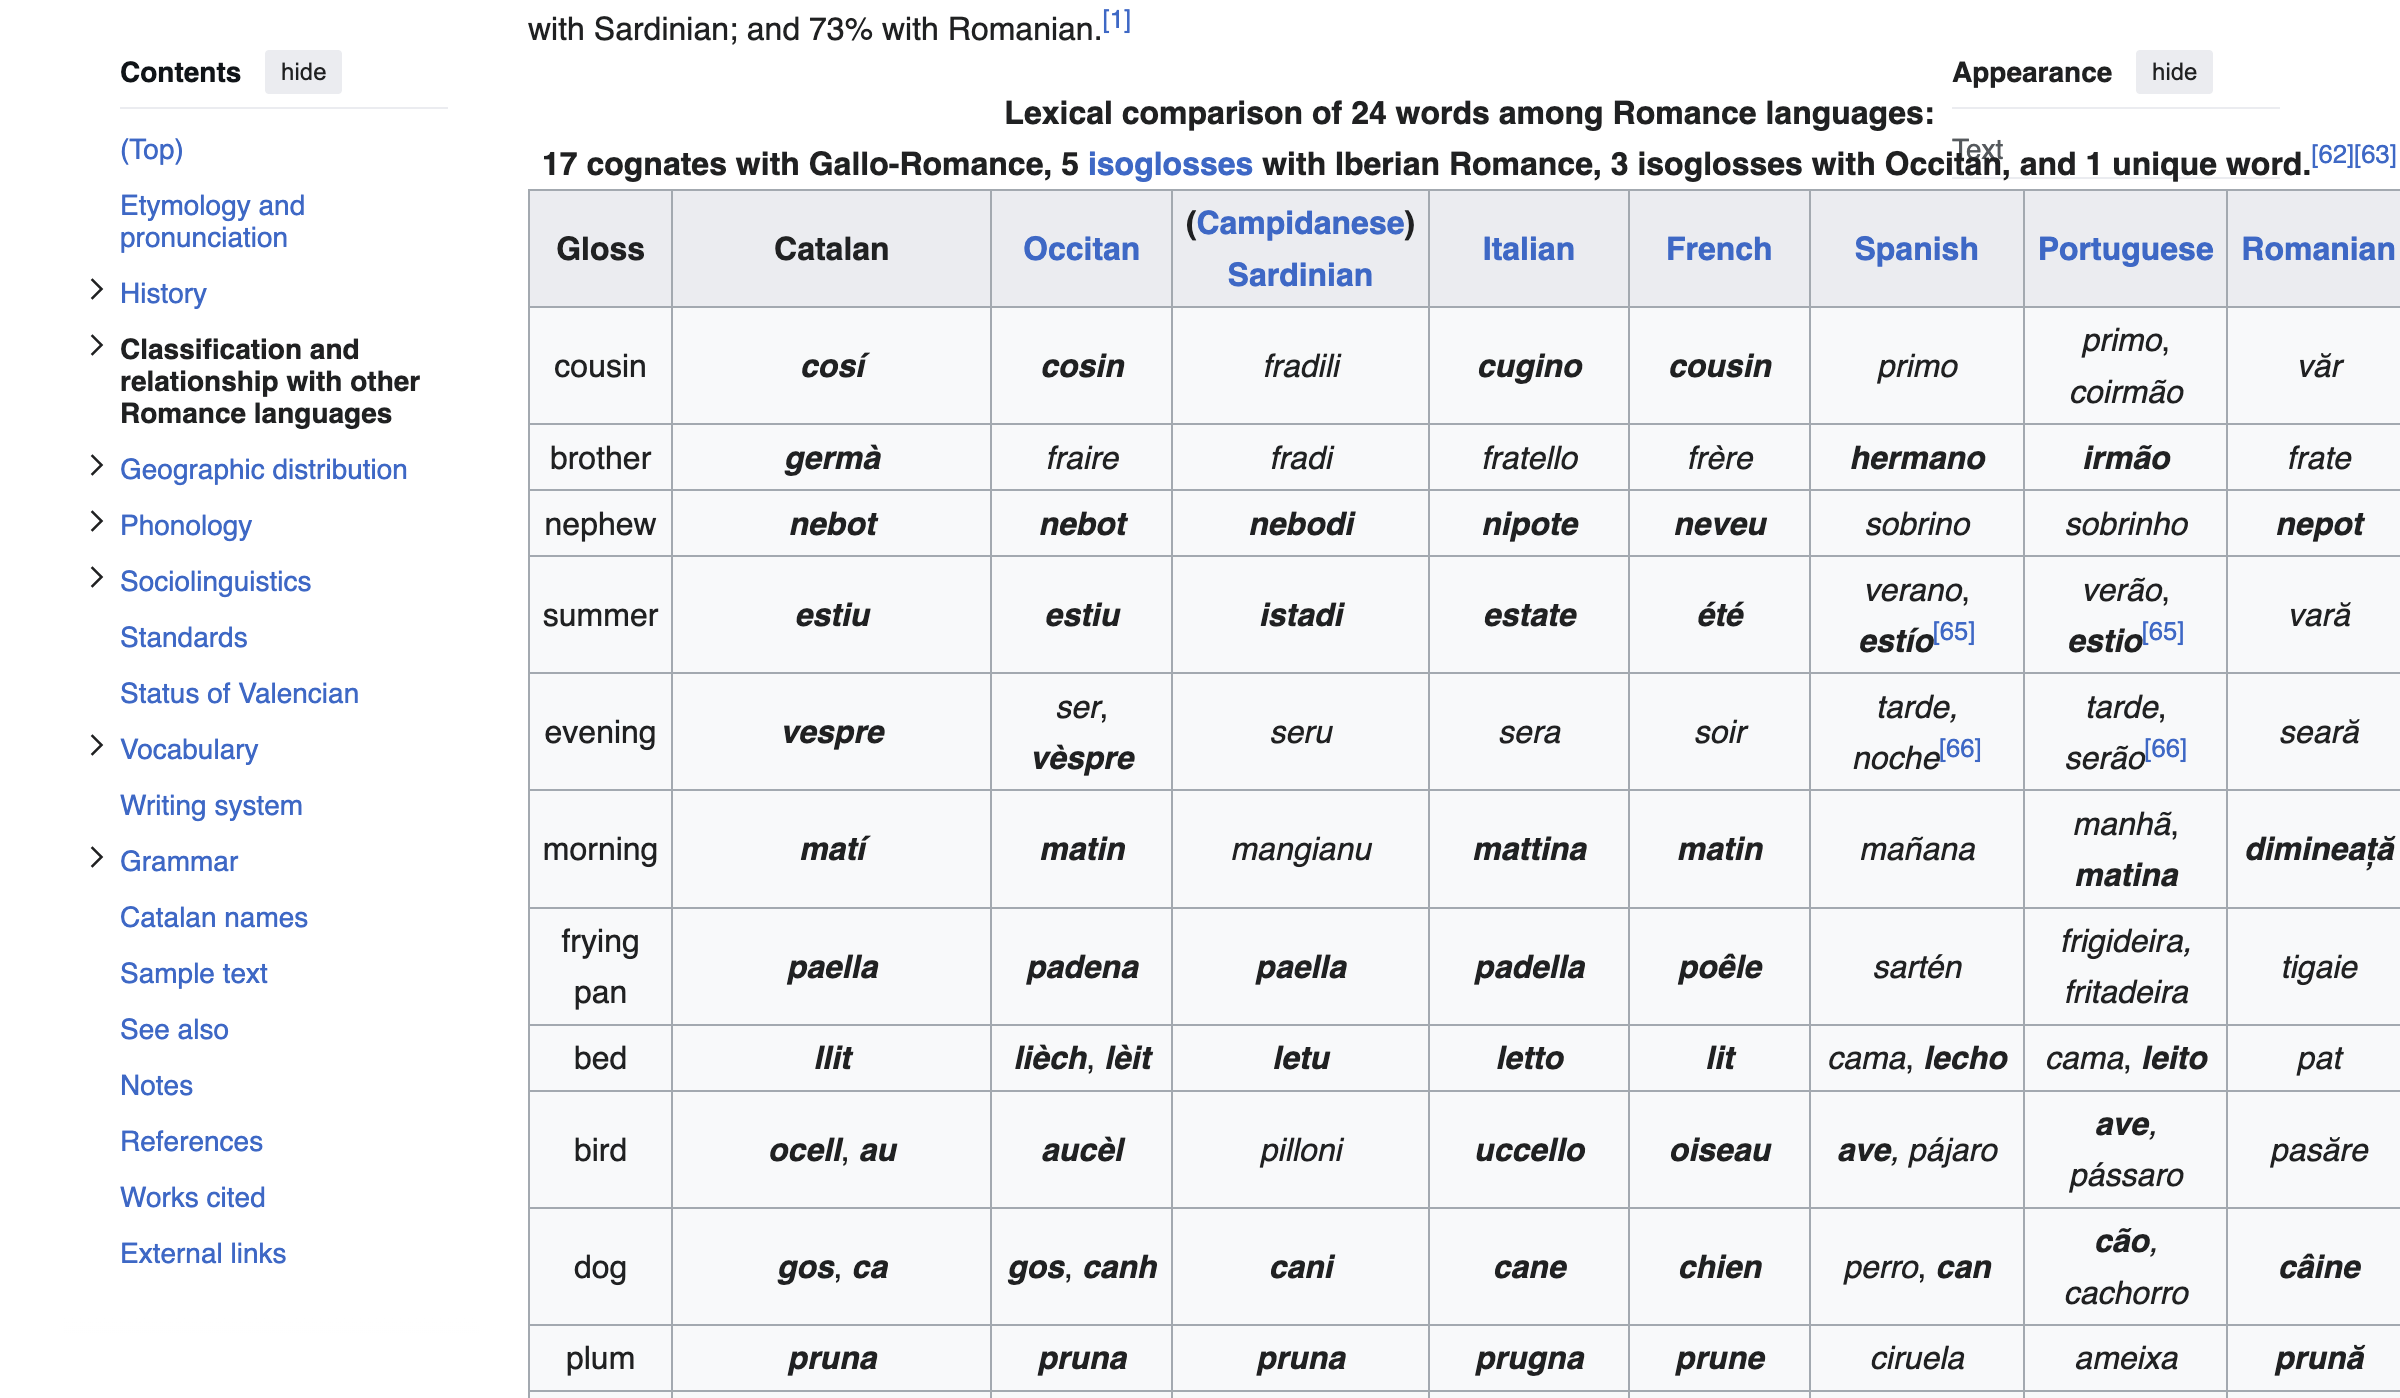 with Sardinian; and 73% with Romanian.[1]
Contents hide
(Top)
Etymology and
pronunciation
History
Classification and
relationship with other
Romance languages
Geographic distribution
Phonology
Sociolinguistics
Standards
Status of Valencian
Vocabulary
Writing system
Grammar
Catalan names
Sample text
See also
Notes
References
Works cited
External links
Appearance hide
Text
Lexical comparison of 24 words among Romance languages:
17 cognates with Gallo-Romance, 5 isoglosses with Iberian Romance, 3 isoglosses with Occitan, and 1 unique word.[62][63]
Gloss Catalan Occitan (Campidanese) Sardinian Italian French Spanish Portuguese Romanian
cousin cosí cosin fradili cugino cousin primo primo, coirmão văr
brother germà fraire fradi fratello frère hermano irmão frate
nephew nebot nebot nebodi nipote neveu sobrino sobrinho nepot
summer estiu estiu istadi estate été verano, estío[65] verão, estio[65] vară
evening vespre ser, vèspre seru sera soir tarde, noche[66] tarde, serão[66] seară
morning matí matin mangianu mattina matin mañana manhã, matina dimineață
frying pan paella padena paella padella poêle sartén frigideira, fritadeira tigaie
bed llit lièch, lèit letu letto lit cama, lecho cama, leito pat
bird ocell, au aucèl pilloni uccello oiseau ave, pájaro ave, pássaro pasăre
dog gos, ca gos, canh cani cane chien perro, can cão, cachorro câine
plum pruna pruna pruna prugna prune ciruela ameixa prună